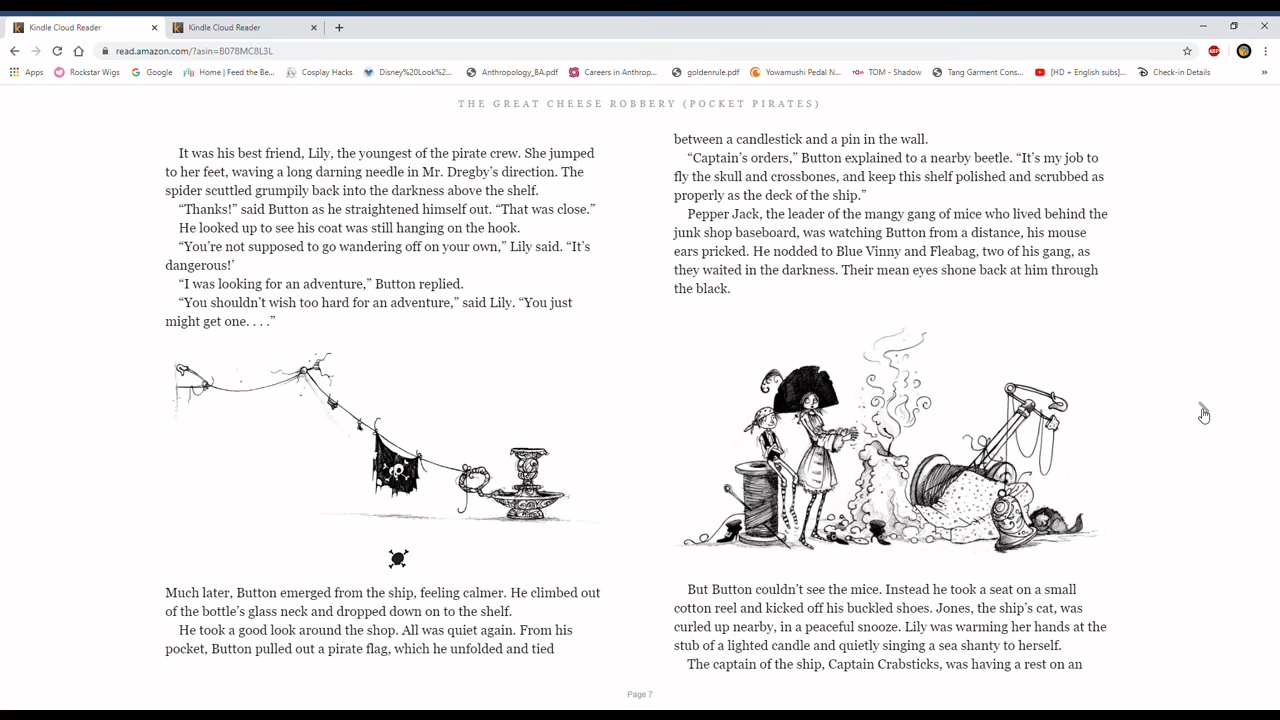 Kindle Cloud Reader
Kindle Cloud Reader
read.amazon.com/?asin=B078MC8L3L
ABP
Apps
Rockstar Wigs
Google
Home | Feed the Be...
Cosplay Hacks
Disney%20Look%2...
Anthropology_BA.pdf
Careers in Anthrop...
goldenrule.pdf
Yowamushi Pedal N...
TOM - Shadow
Tang Garment Cons...
[HD + English subs]...
Check-in Details
THE GREAT CHEESE ROBBERY (POCKET PIRATES)
It was his best friend, Lily, the youngest of the pirate crew. She jumped
to her feet, waving a long darning needle in Mr. Dregby’s direction. The
spider scuttled grumpily back into the darkness above the shelf.
“Thanks!” said Button as he straightened himself out. “That was close.”
He looked up to see his coat was still hanging on the hook.
“You’re not supposed to go wandering off on your own,” Lily said. “It’s
dangerous!’
“I was looking for an adventure,” Button replied.
“You shouldn’t wish too hard for an adventure,” said Lily. “You just
might get one. . . .”
Much later, Button emerged from the ship, feeling calmer. He climbed out
of the bottle’s glass neck and dropped down on to the shelf.
He took a good look around the shop. All was quiet again. From his
pocket, Button pulled out a pirate flag, which he unfolded and tied
between a candlestick and a pin in the wall.
“Captain’s orders,” Button explained to a nearby beetle. “It’s my job to
fly the skull and crossbones, and keep this shelf polished and scrubbed as
properly as the deck of the ship.”
Pepper Jack, the leader of the mangy gang of mice who lived behind the
junk shop baseboard, was watching Button from a distance, his mouse
ears pricked. He nodded to Blue Vinny and Fleabag, two of his gang, as
they waited in the darkness. Their mean eyes shone back at him through
the black.
But Button couldn’t see the mice. Instead he took a seat on a small
cotton reel and kicked off his buckled shoes. Jones, the ship’s cat, was
curled up nearby, in a peaceful snooze. Lily was warming her hands at the
stub of a lighted candle and quietly singing a sea shanty to herself.
The captain of the ship, Captain Crabsticks, was having a rest on an
Page 7